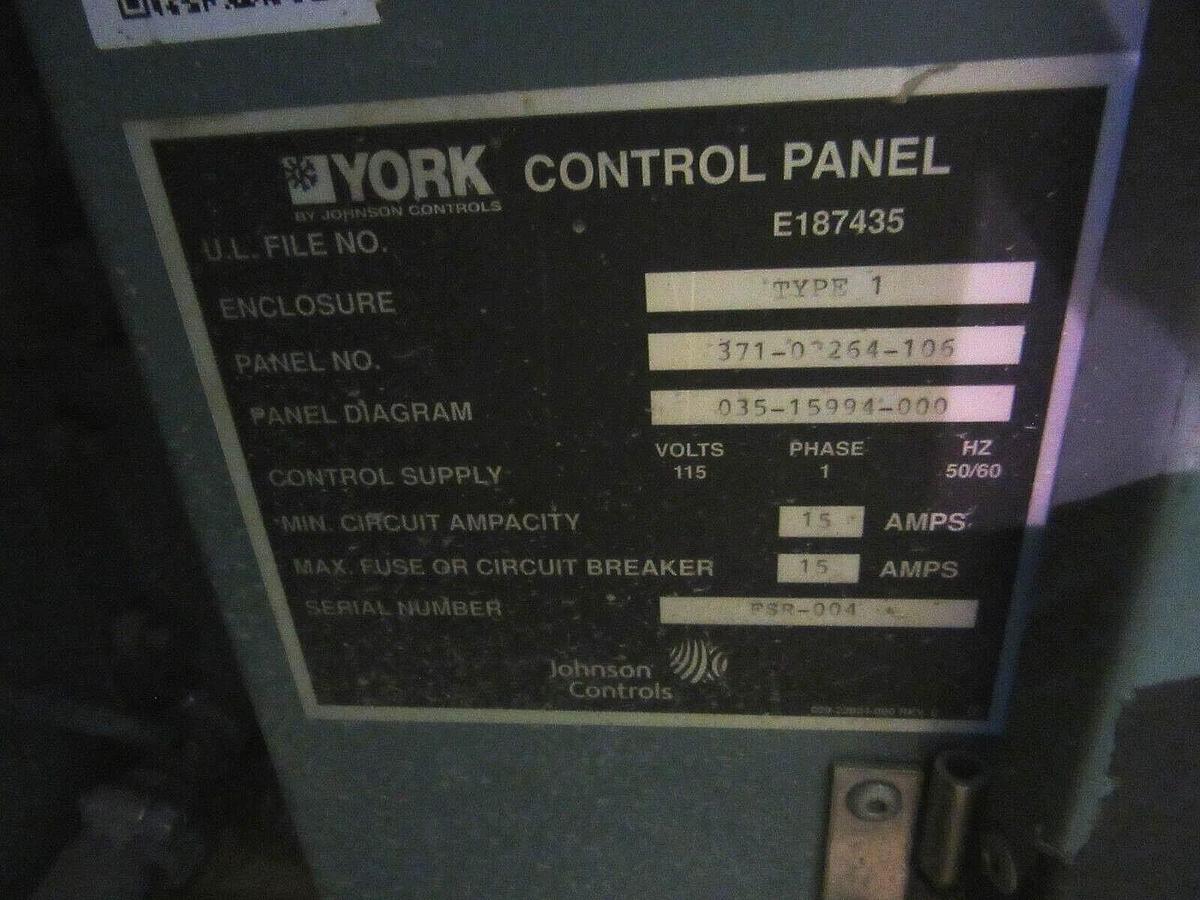 YORK CONTROL PANEL
BY JOHNSON CONTROLS
U.L. FILE NO. E187435
ENCLOSURE TYPE 1
PANEL NO.
PANEL DIAGRAM 035-15994-000
VOLTS PHASE HZ
CONTROL SUPPLY 115 1 50/60
MIN. CIRCUIT AMPACITY 15 AMPS
MAX. FUSE OR CIRCUIT BREAKER 15 AMPS
SERIAL NUMBER
Johnson
Controls